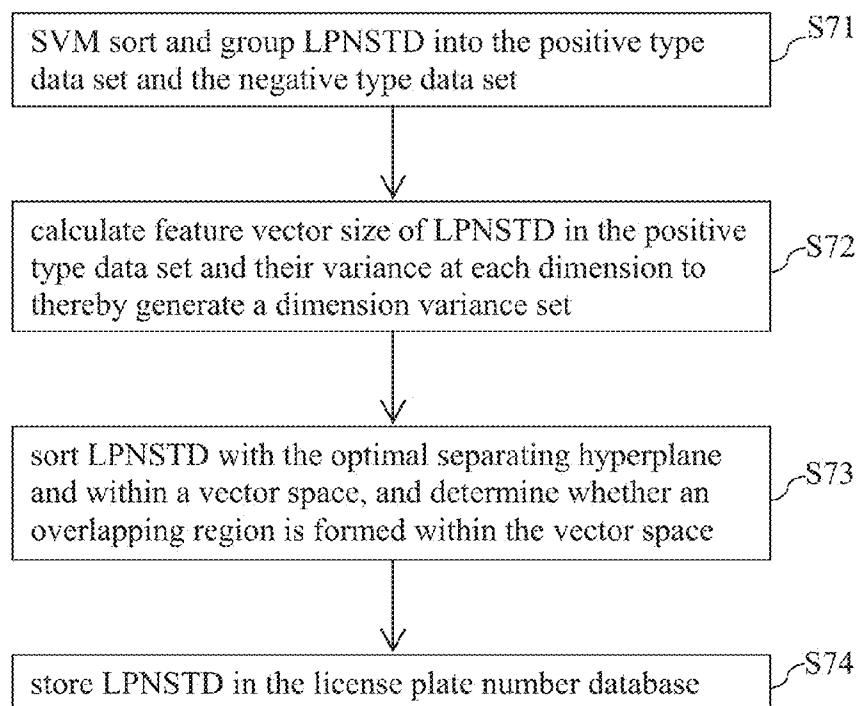 SVM sort and group LPNSTD into the positive type
data set and the negative type data set
S71
calculate feature vector size of LPNSTD in the positive
type data set and their variance at each dimension to
thereby generate a dimension variance set
S72
sort LPNSTD with the optimal separating hyperplane
and within a vector space, and determine whether an
overlapping region is formed within the vector space
S73
store LPNSTD in the license plate number database
S74